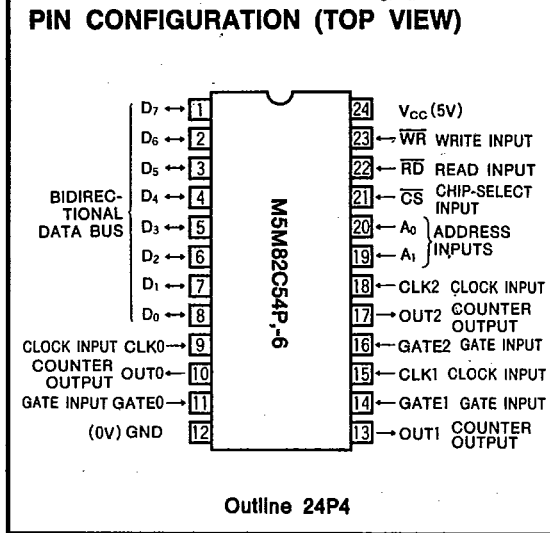 PIN CONFIGURATION (TOP VIEW)
D7 ↔ 1
D6 ↔ 2
D5 ↔ 3
D4 ↔ 4
D3 ↔ 5
D2 ↔ 6
D1 ↔ 7
D0 ↔ 8
BIDIREC-
TIONAL
DATA BUS
CLOCK INPUT CLK0→ 9
COUNTER
OUTPUT OUT0← 10
GATE INPUT GATE0→ 11
(0V) GND 12
M5M82C54P,-6
24 VCC (5V)
23 ← W̅R̅ WRITE INPUT
22 ← R̅D̅ READ INPUT
21 ← C̅S̅ CHIP-SELECT
INPUT
20 ← A0
19 ← A1
ADDRESS
INPUTS
18 ← CLK2 CLOCK INPUT
17 → OUT2 COUNTER
OUTPUT
16 ← GATE2 GATE INPUT
15 ← CLK1 CLOCK INPUT
14 ← GATE1 GATE INPUT
13 → OUT1 COUNTER
OUTPUT
Outline 24P4